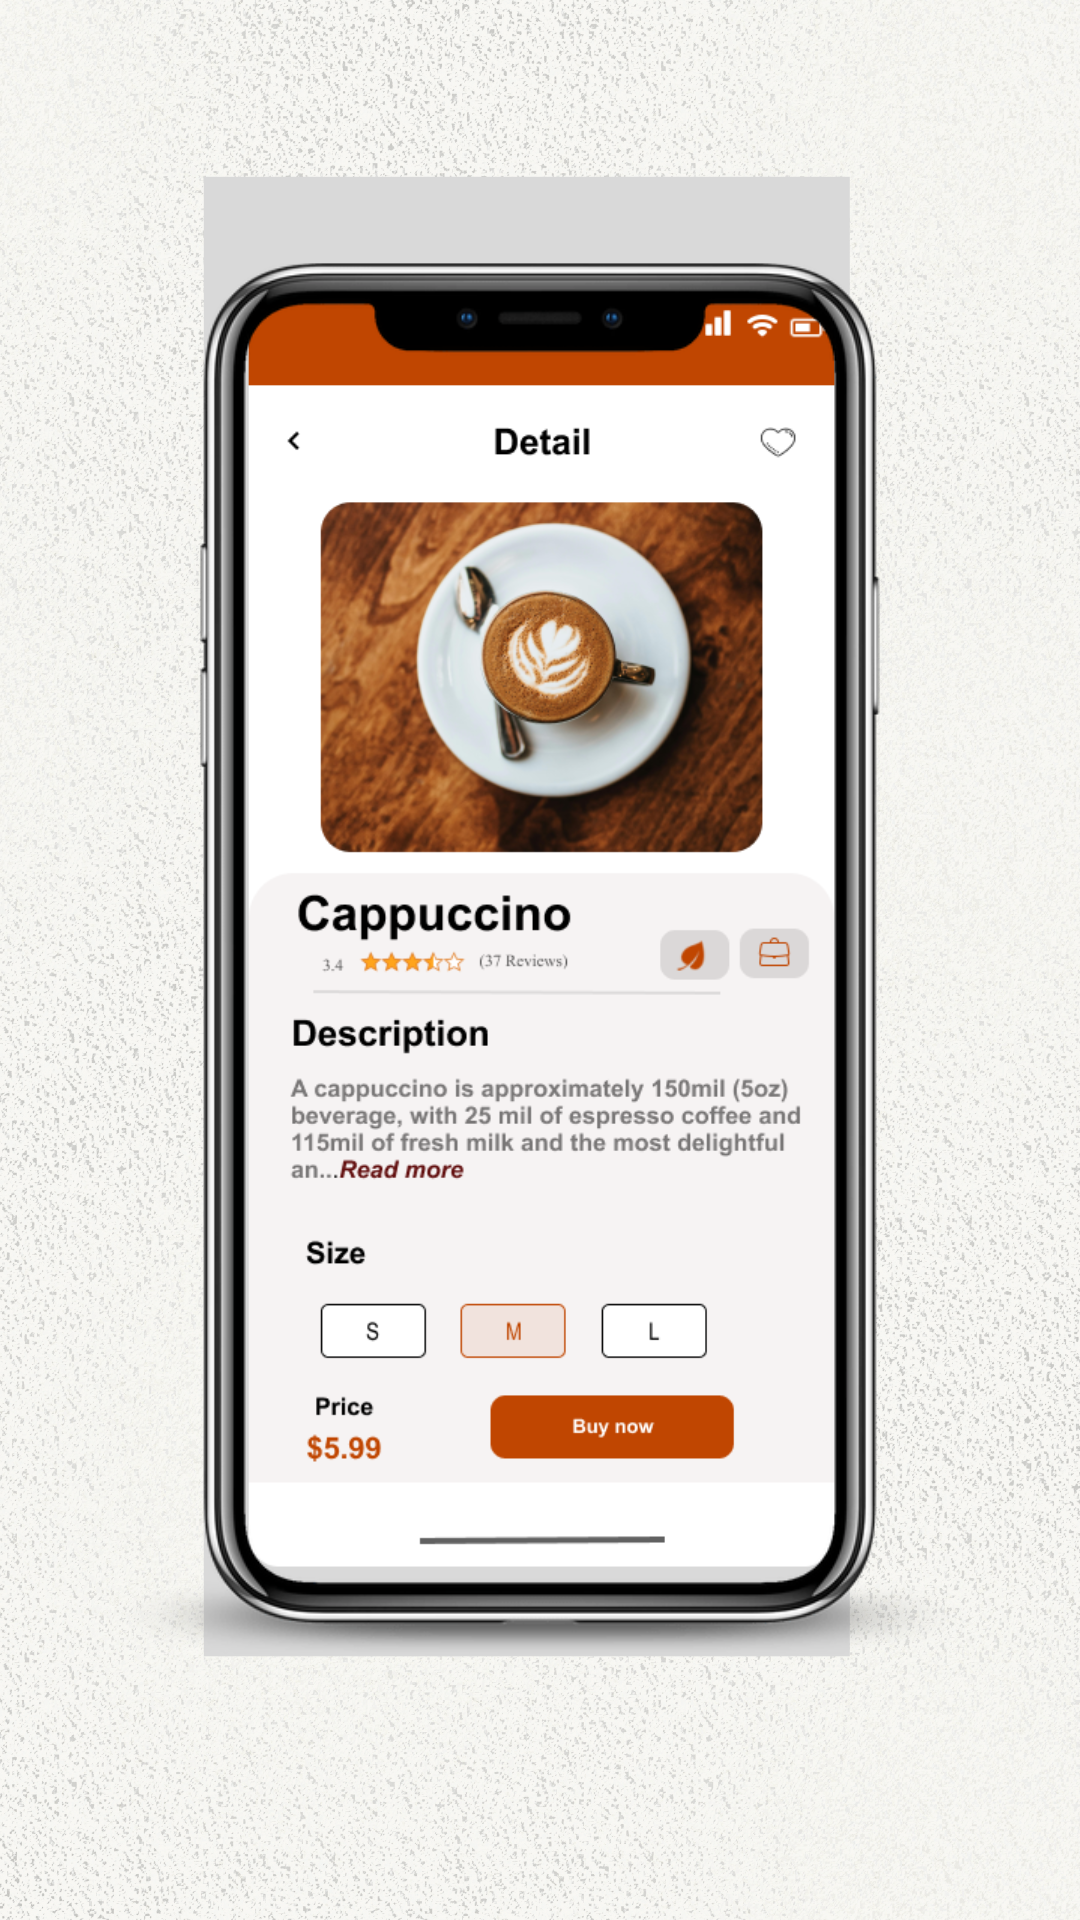 Detail
Cappuccino
3.4 (37 Reviews)
Description
A cappuccino is approximately 150mil (5oz)
beverage, with 25 mil of espresso coffee and
115mil of fresh milk and the most delightful
an...Read more
Size
S M L
Price
$5.99
Buy now